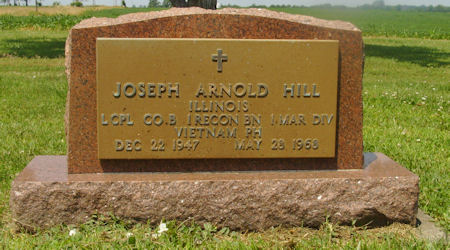 JOSEPH ARNOLD HILL
ILLINOIS
LCPL CO.B 1 RECON BN 1 MAR DIV
VIETNAM PH
DEC 22 1947 MAY 28 1968